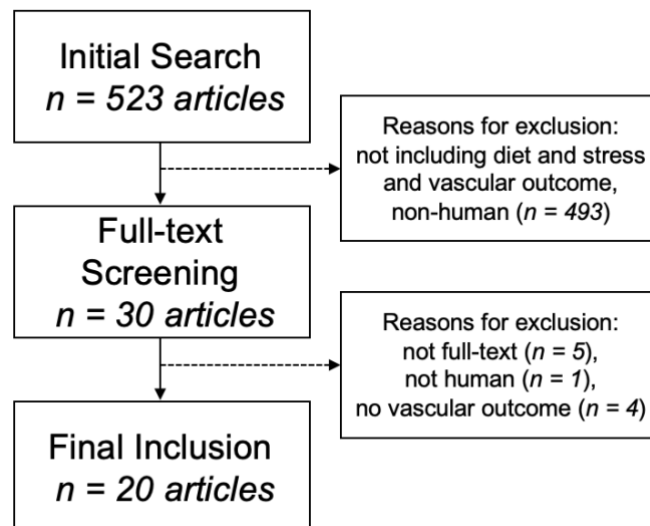 Initial Search
n = 523 articles
Reasons for exclusion:
not including diet and stress
and vascular outcome,
non-human (n = 493)
Full-text
Screening
n = 30 articles
Reasons for exclusion:
not full-text (n = 5),
not human (n = 1),
no vascular outcome (n = 4)
Final Inclusion
n = 20 articles